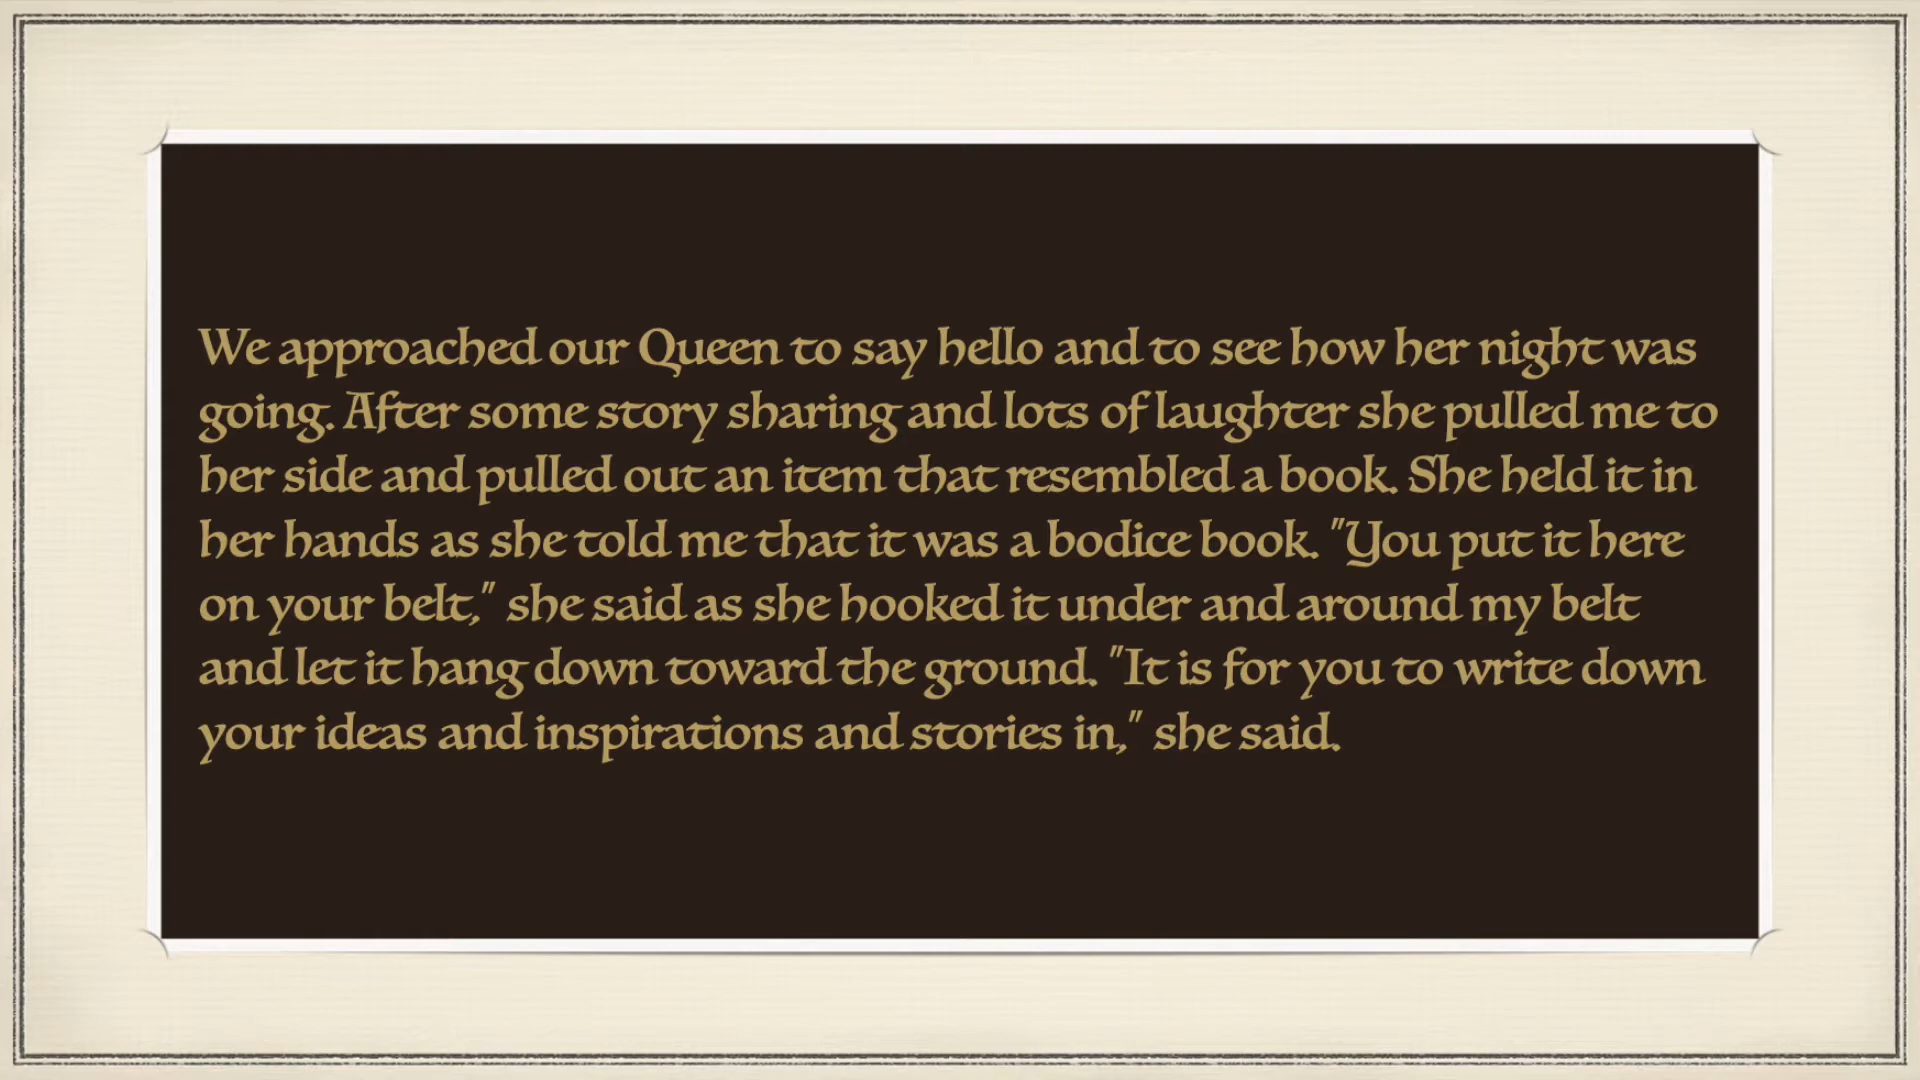 We approached our Queen to say hello and to see how her night was
going. After some story sharing and lots of laughter she pulled me to
her side and pulled out an item that resembled a book. She held it in
her hands as she told me that it was a bodice book. "You put it here
on your belt," she said as she hooked it under and around my belt
and let it hang down toward the ground. "It is for you to write down
your ideas and inspirations and stories in," she said.